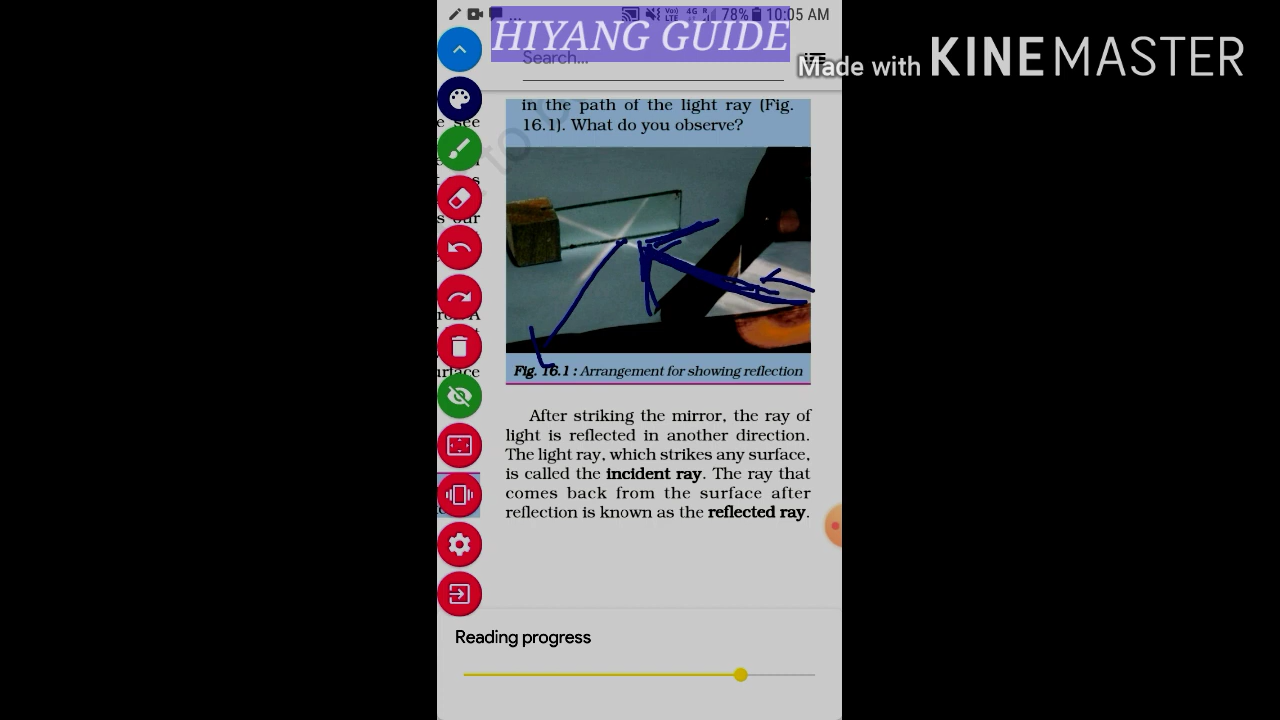 78% 10:05 AM
HIYANG GUIDE
Search...
Made with KINEMASTER
in the path of the light ray (Fig.
16.1). What do you observe?
Fig. 16.1 : Arrangement for showing reflection
After striking the mirror, the ray of
light is reflected in another direction.
The light ray, which strikes any surface,
is called the incident ray. The ray that
comes back from the surface after
reflection is known as the reflected ray.
Reading progress